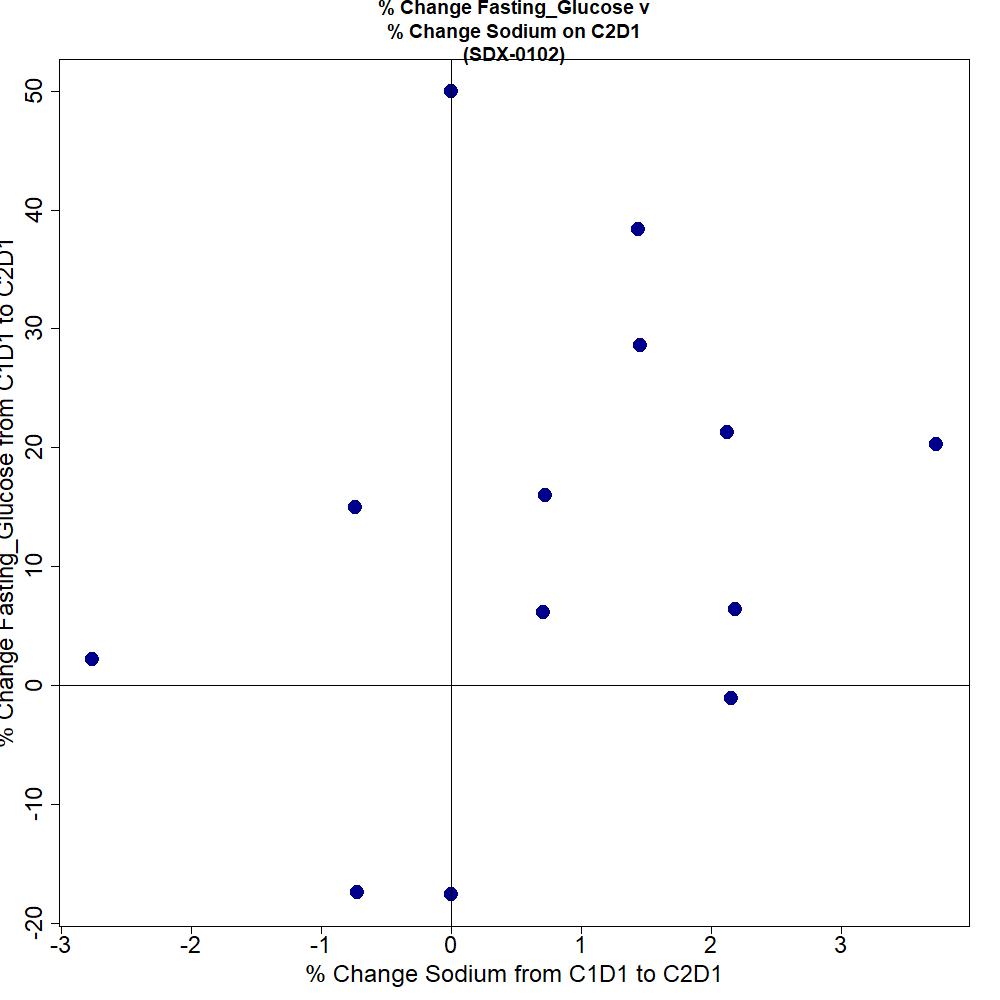 % Change Fasting_Glucose v
% Change Sodium on C2D1
(SDX-0102)
% Change Fasting_Glucose from C1D1 to C2D1
50
40
30
20
10
0
-10
-20
-3 -2 -1 0 1 2 3
% Change Sodium from C1D1 to C2D1